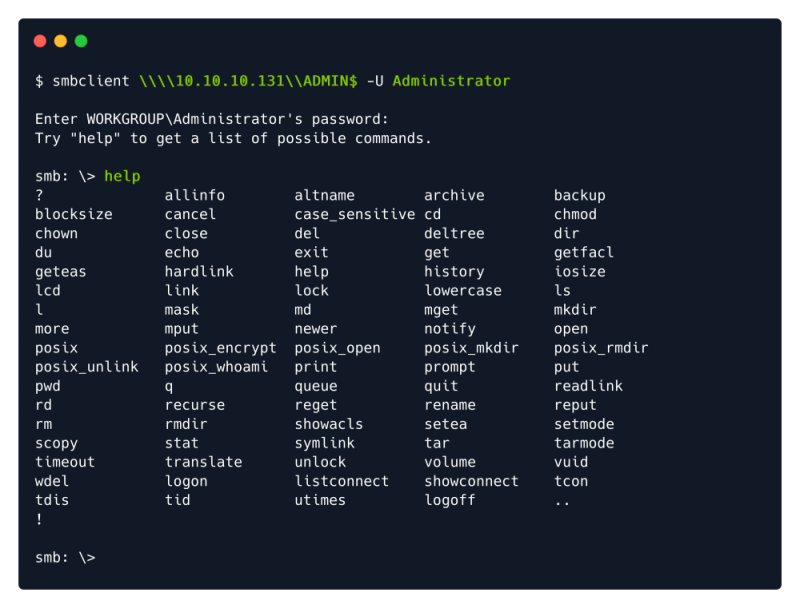 $ smbclient \\\\10.10.10.131\\ADMIN$ -U Administrator
Enter WORKGROUP\Administrator's password:
Try "help" to get a list of possible commands.
smb: \> help
? allinfo altname archive backup
blocksize cancel case_sensitive cd chmod
chown close del deltree dir
du echo exit get getfacl
geteas hardlink help history iosize
lcd link lock lowercase ls
l mask md mget mkdir
more mput newer notify open
posix posix_encrypt posix_open posix_mkdir posix_rmdir
posix_unlink posix_whoami print prompt put
pwd q queue quit readlink
rd recurse reget rename reput
rm rmdir showacls setea setmode
scopy stat symlink tar tarmode
timeout translate unlock volume vuid
wdel logon listconnect showconnect tcon
tdis tid utimes logoff ..
!
smb: \>